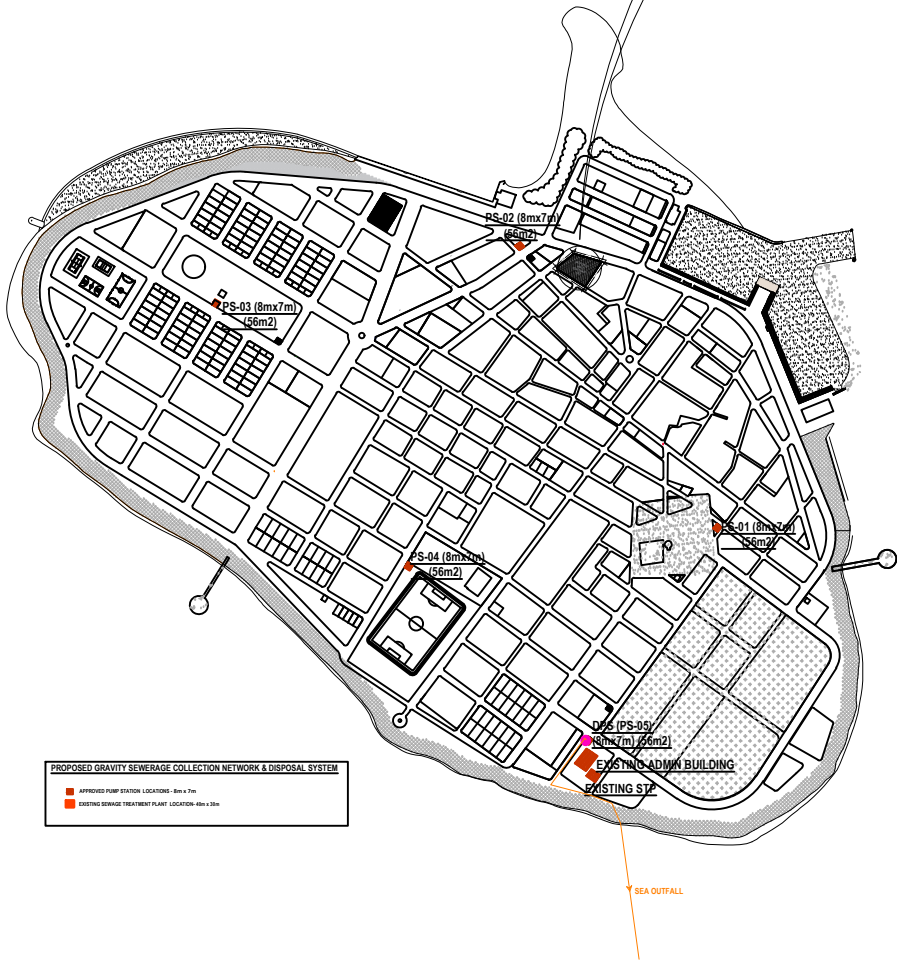 PS-02 (8mx7m)
(56m2)
PS-03 (8mx7m)
(56m2)
PS-01 (8mx7m)
(56m2)
PS-04 (8mx7m)
(56m2)
DPS (PS-05)
(8mx7m) (56m2)
EXISTING ADMIN BUILDING
EXISTING STP
PROPOSED GRAVITY SEWERAGE COLLECTION NETWORK & DISPOSAL SYSTEM
APPROVED PUMP STATION LOCATIONS- 8m x 7m
EXISTING SEWAGE TREATMENT PLANT LOCATION- 40m x 30m
SEA OUTFALL